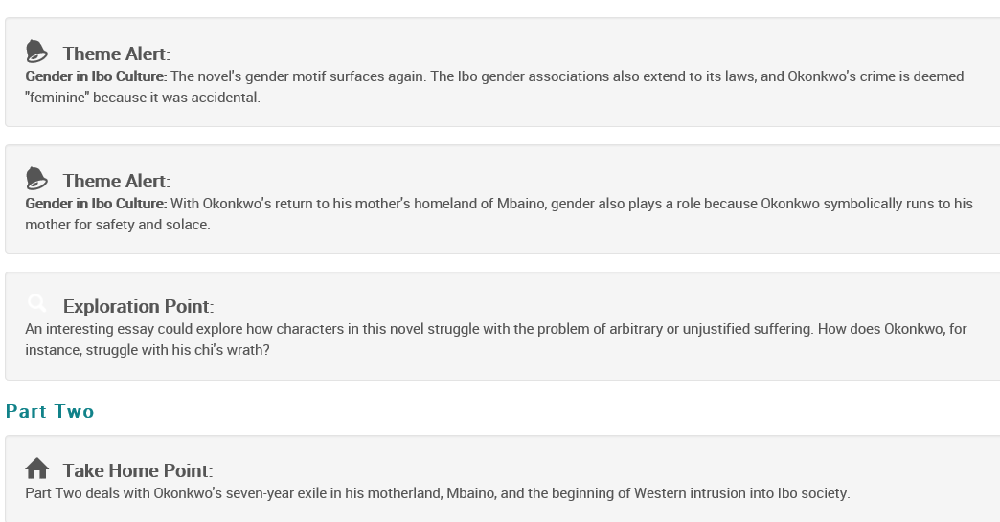 Theme Alert:
Gender in Ibo Culture: The novel's gender motif surfaces again. The Ibo gender associations also extend to its laws, and Okonkwo's crime is deemed
"feminine" because it was accidental.
Theme Alert:
Gender in Ibo Culture: With Okonkwo's return to his mother's homeland of Mbaino, gender also plays a role because Okonkwo symbolically runs to his
mother for safety and solace.
Exploration Point:
An interesting essay could explore how characters in this novel struggle with the problem of arbitrary or unjustified suffering. How does Okonkwo, for
instance, struggle with his chi's wrath?
Part Two
Take Home Point:
Part Two deals with Okonkwo's seven-year exile in his motherland, Mbaino, and the beginning of Western intrusion into Ibo society.